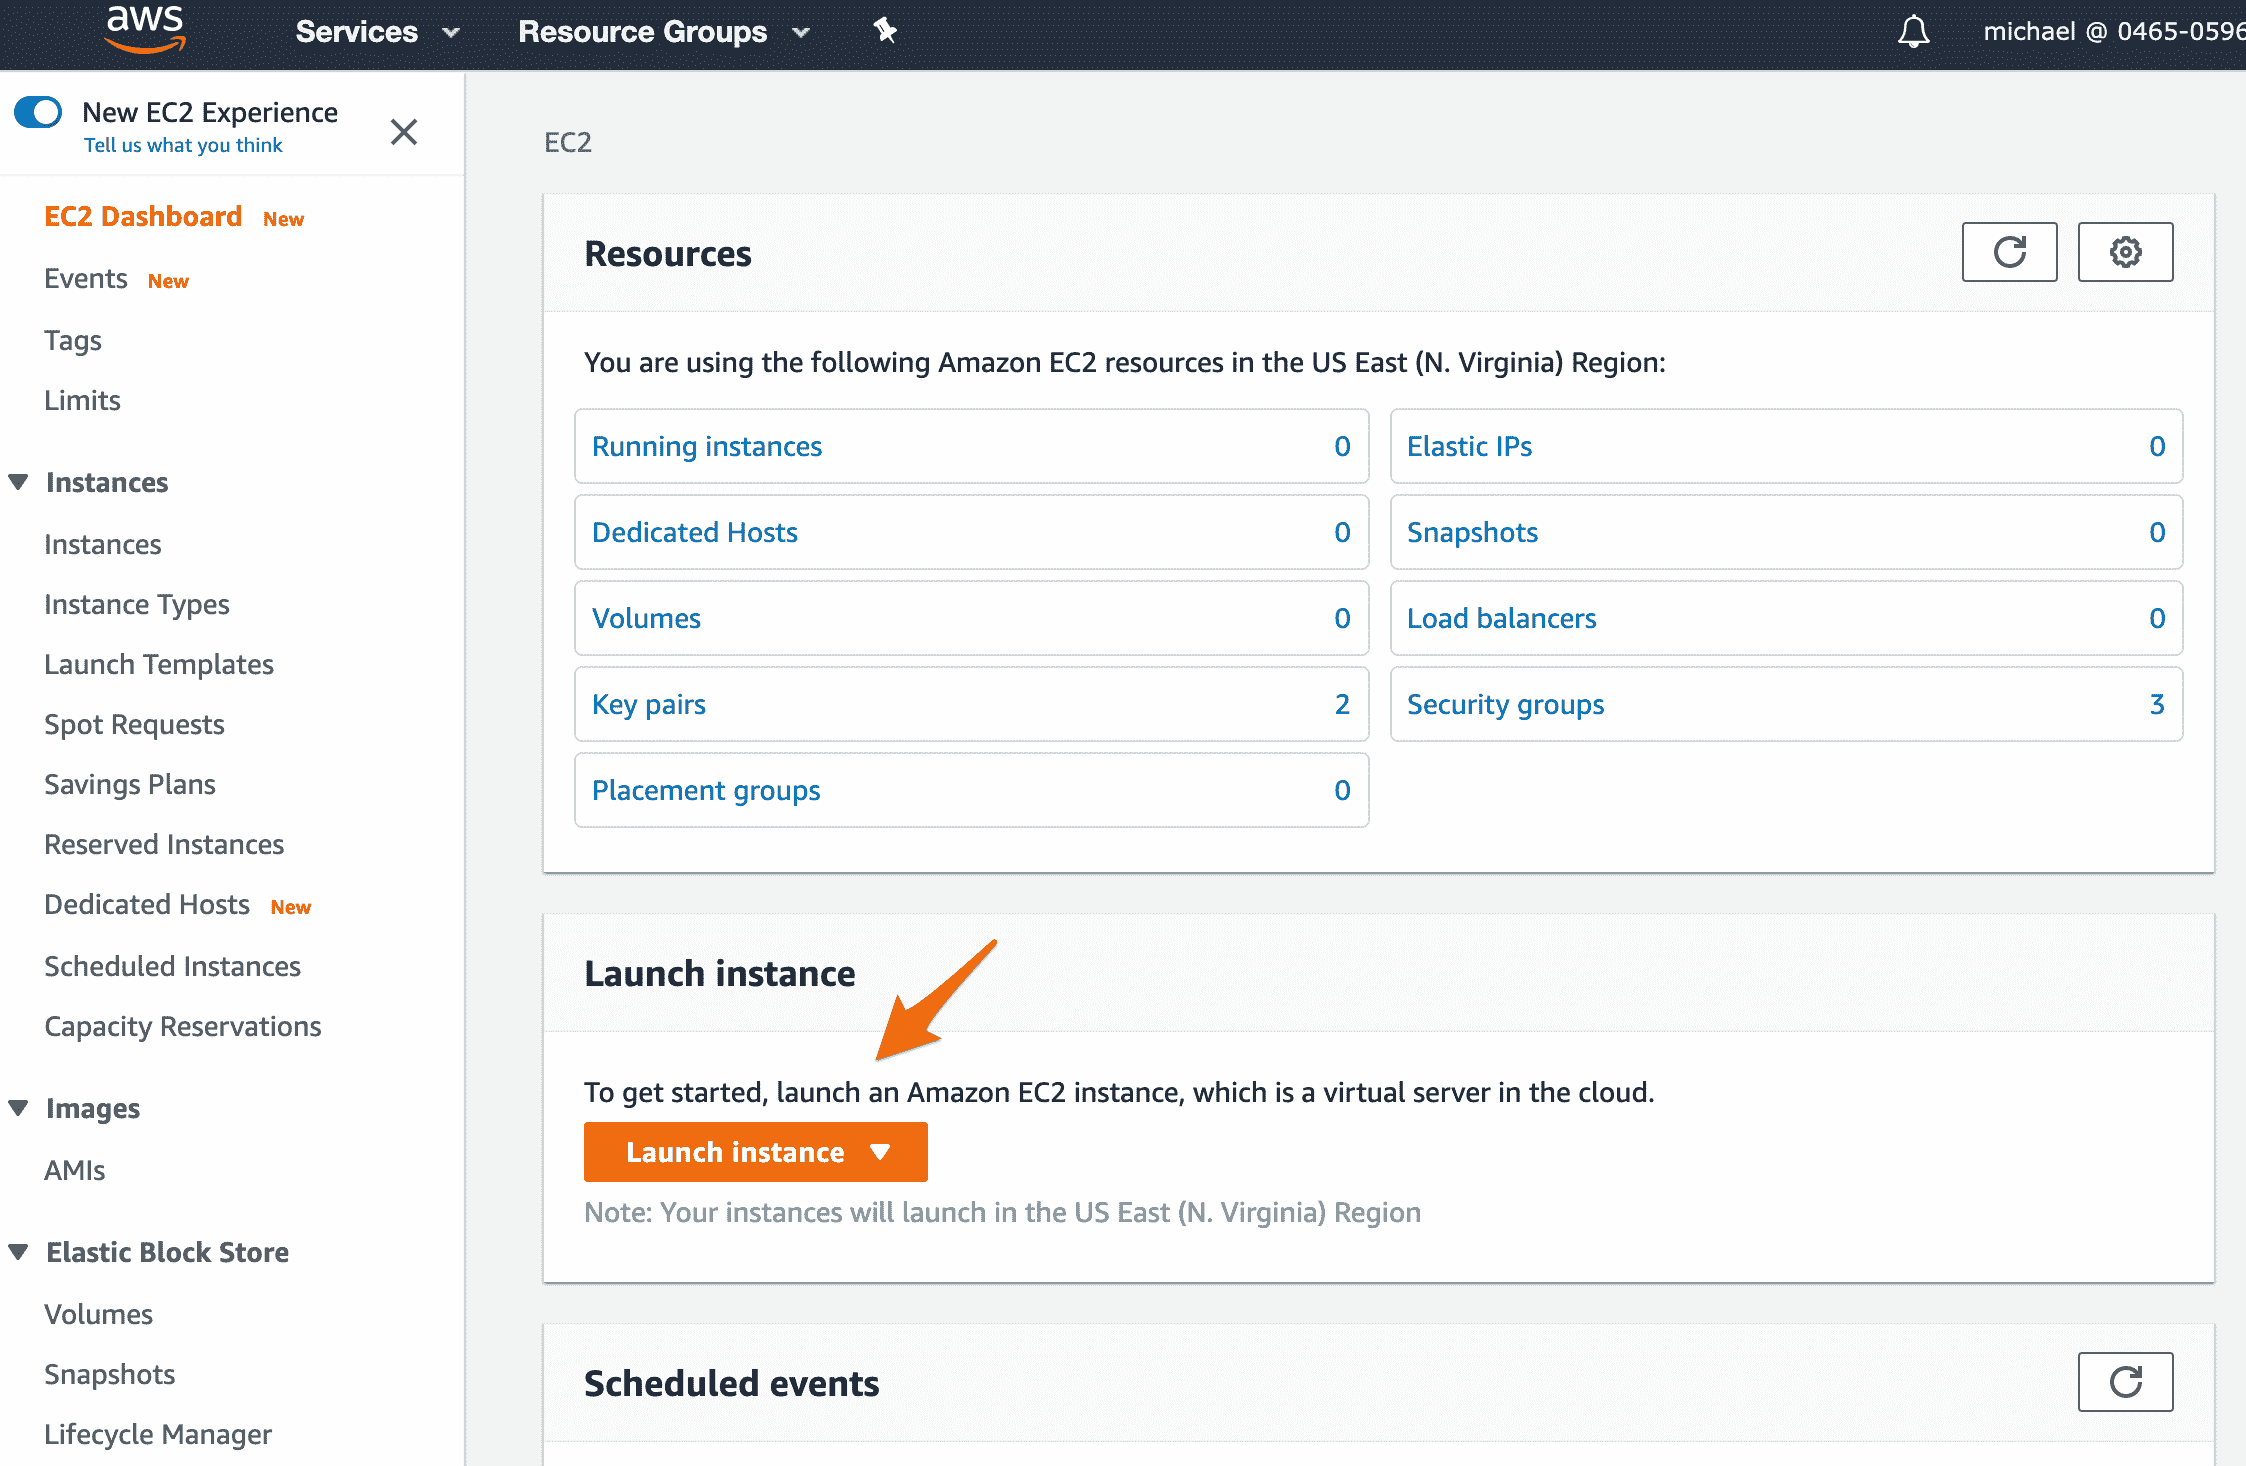 aws
Services
Resource Groups
michael @ 0465-0596
New EC2 Experience
Tell us what you think
EC2 Dashboard New
Events New
Tags
Limits
Instances
Instances
Instance Types
Launch Templates
Spot Requests
Savings Plans
Reserved Instances
Dedicated Hosts New
Scheduled Instances
Capacity Reservations
Images
AMIs
Elastic Block Store
Volumes
Snapshots
Lifecycle Manager
EC2
Resources
You are using the following Amazon EC2 resources in the US East (N. Virginia) Region:
Running instances 0
Elastic IPs 0
Dedicated Hosts 0
Snapshots 0
Volumes 0
Load balancers 0
Key pairs 2
Security groups 3
Placement groups 0
Launch instance
To get started, launch an Amazon EC2 instance, which is a virtual server in the cloud.
Launch instance
Note: Your instances will launch in the US East (N. Virginia) Region
Scheduled events